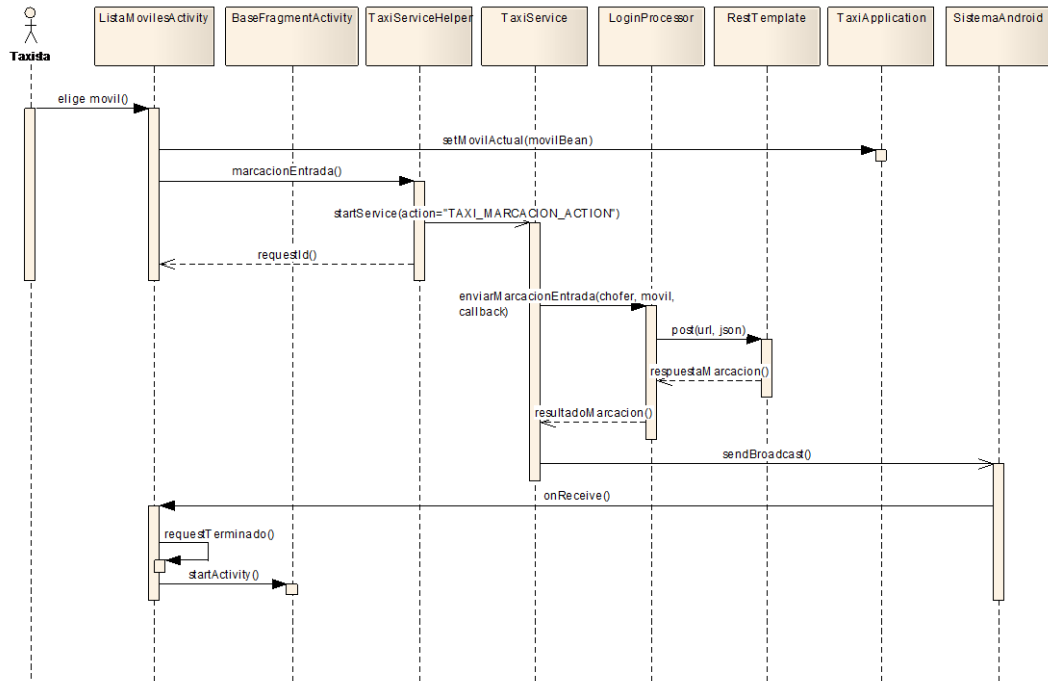 Taxista
ListaMovilesActivity
BaseFragmentActivity
TaxiServiceHelper
TaxiService
LoginProcessor
RestTemplate
TaxiApplication
SistemaAndroid
elige movil()
setMovilActual(movilBean)
marcacionEntrada()
startService(action="TAXI_MARCACION_ACTION")
requestId()
enviarMarcacionEntrada(chofer, movil,
callback)
post(url, json)
respuestaMarcacion()
resultadoMarcacion()
sendBroadcast()
onReceive()
requestTerminado()
startActivity()